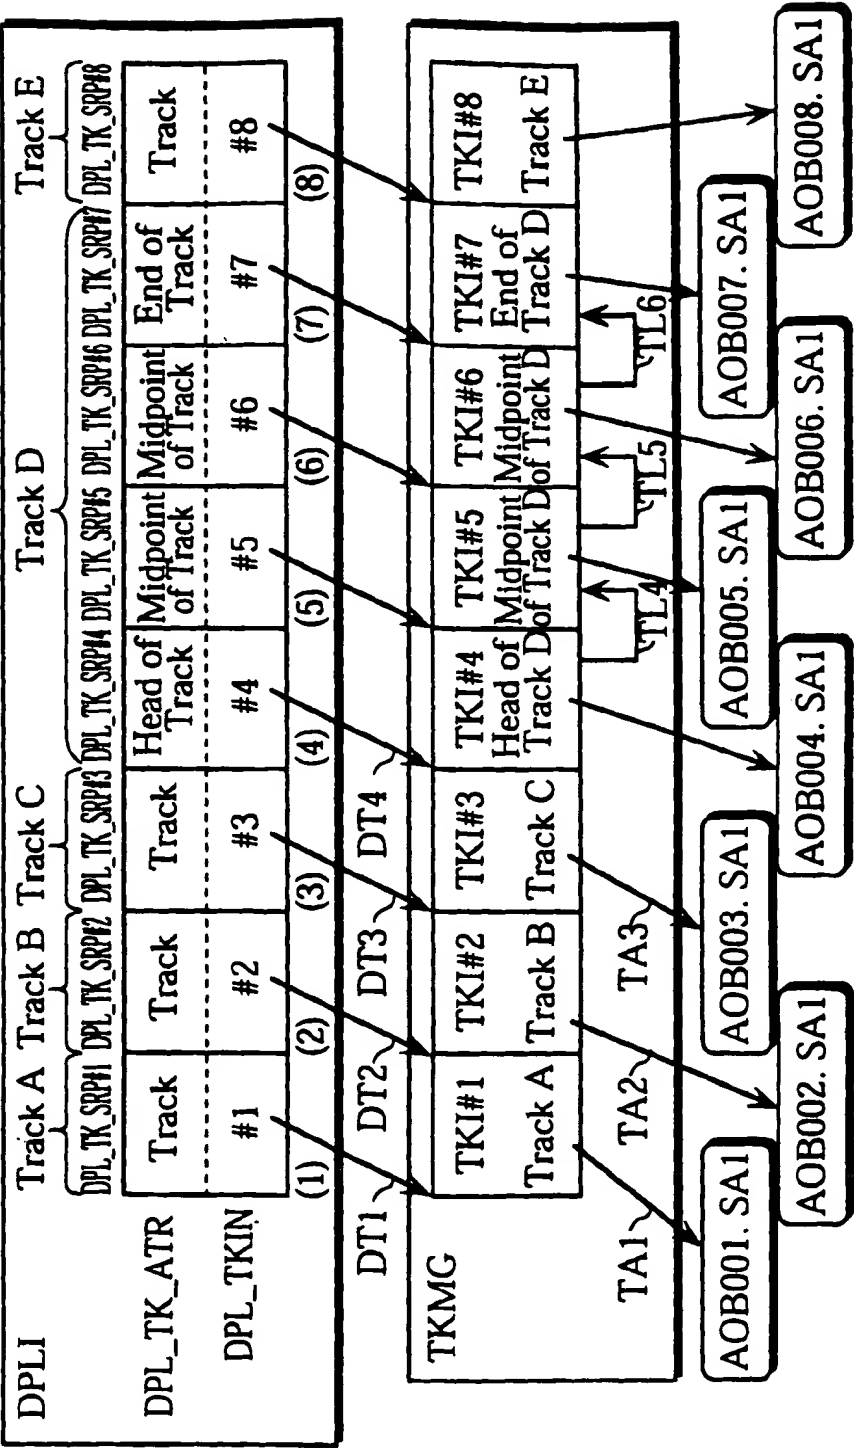 DPLI
Track A
Track B
Track C
Track D
Track E
DPL_TK_SRP#1
DPL_TK_SRP#2
DPL_TK_SRP#3
DPL_TK_SRP#4
DPL_TK_SRP#5
DPL_TK_SRP#6
DPL_TK_SRP#7
DPL_TK_SRP#8
DPL_TK_ATR
Track
Track
Track
Head of
Track
Midpoint
of Track
Midpoint
of Track
End of
Track
Track
DPL_TKIN
#1
#2
#3
#4
#5
#6
#7
#8
(1)
(2)
(3)
(4)
(5)
(6)
(7)
(8)
DT1
DT2
DT3
DT4
TKMG
TKI#1
Track A
TKI#2
Track B
TKI#3
Track C
TKI#4
Head of
Track D
TKI#5
Midpoint
of Track D
TKI#6
Midpoint
of Track D
TKI#7
End of
Track D
TKI#8
Track E
TA1
TA2
TA3
TL4
TL5
TL6
AOB001. SA1
AOB002. SA1
AOB003. SA1
AOB004. SA1
AOB005. SA1
AOB006. SA1
AOB007. SA1
AOB008. SA1